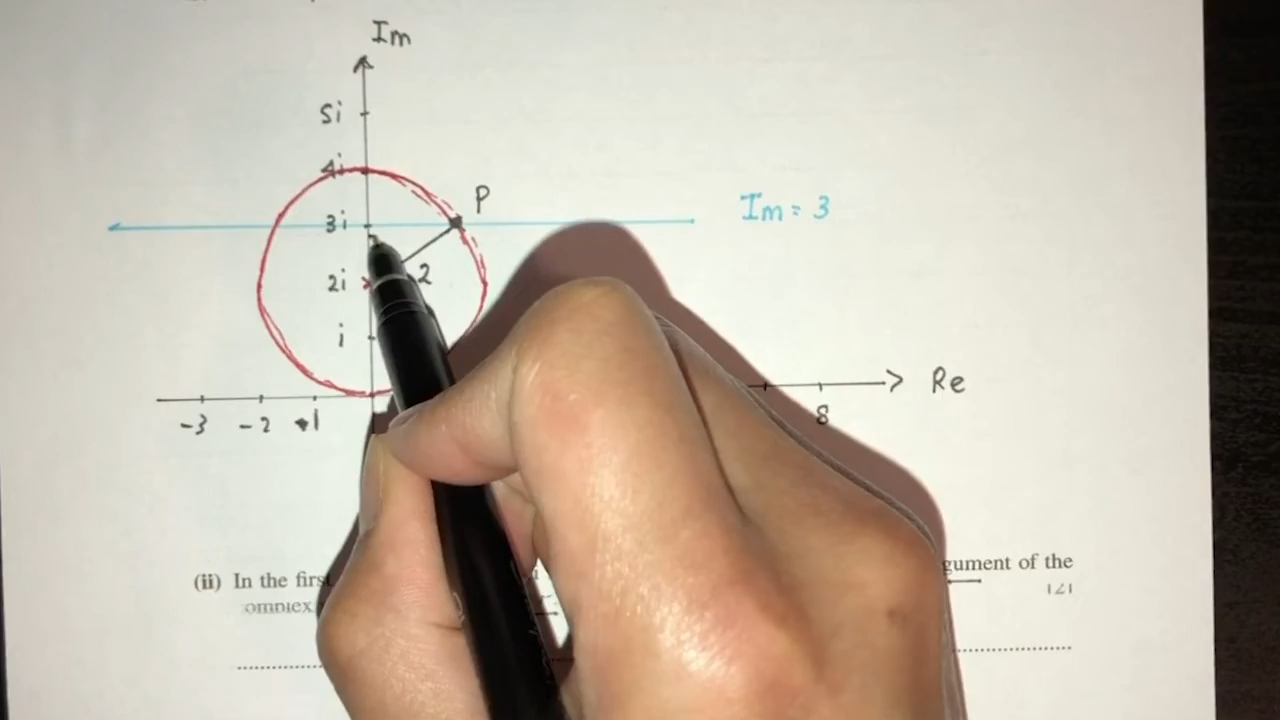 Im
5i
4i
P
3i
Im = 3
2i
2
i
Re
-3 -2 -1
8
(ii) In the first
gument of the